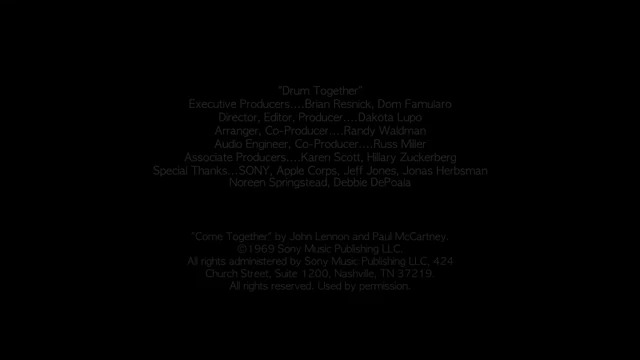 "Drum Together"
Executive Producers....Brian Resnick, Dom Famularo
Director, Editor, Producer....Dakota Lupo
Arranger, Co-Producer....Randy Waldman
Audio Engineer, Co-Producer....Russ Miller
Associate Producers....Karen Scott, Hillary Zuckerberg
Special Thanks...SONY, Apple Corps, Jeff Jones, Jonas Herbsman
Noreen Springstead, Debbie DePoala
"Come Together" by John Lennon and Paul McCartney.
©1969 Sony Music Publishing LLC.
All rights administered by Sony Music Publishing LLC, 424
Church Street, Suite 1200, Nashville, TN 37219.
All rights reserved. Used by permission.